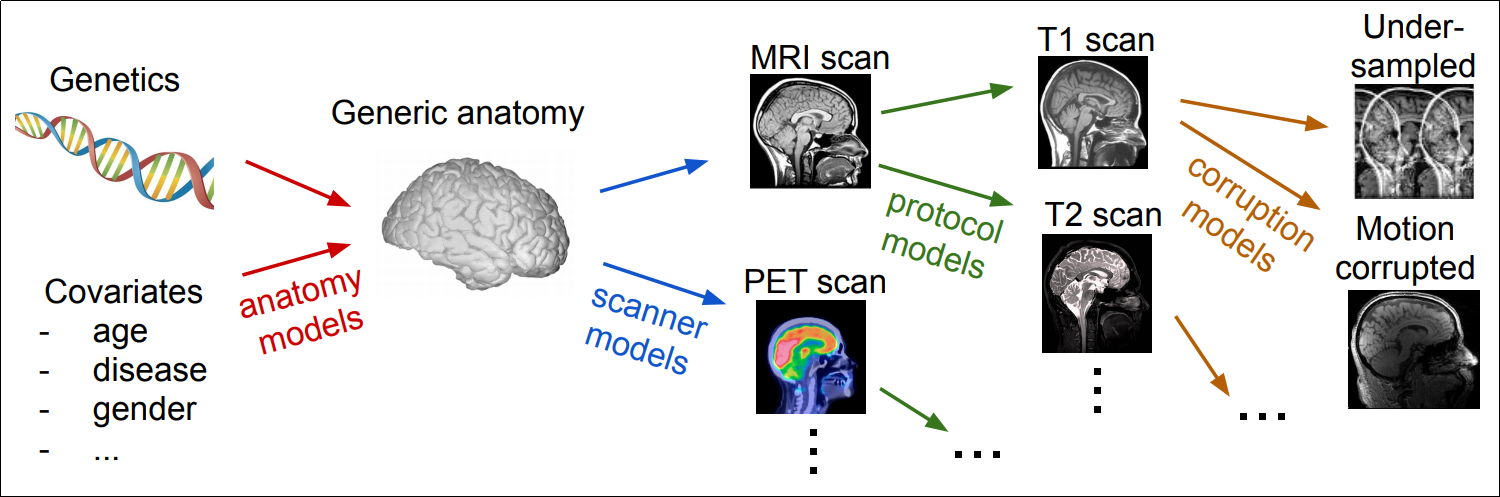 Genetics
Covariates
- age
- disease
- gender
- ...
anatomy
models
Generic anatomy
scanner
models
MRI scan
PET scan
protocol
models
T1 scan
T2 scan
corruption
models
Under-
sampled
Motion
corrupted